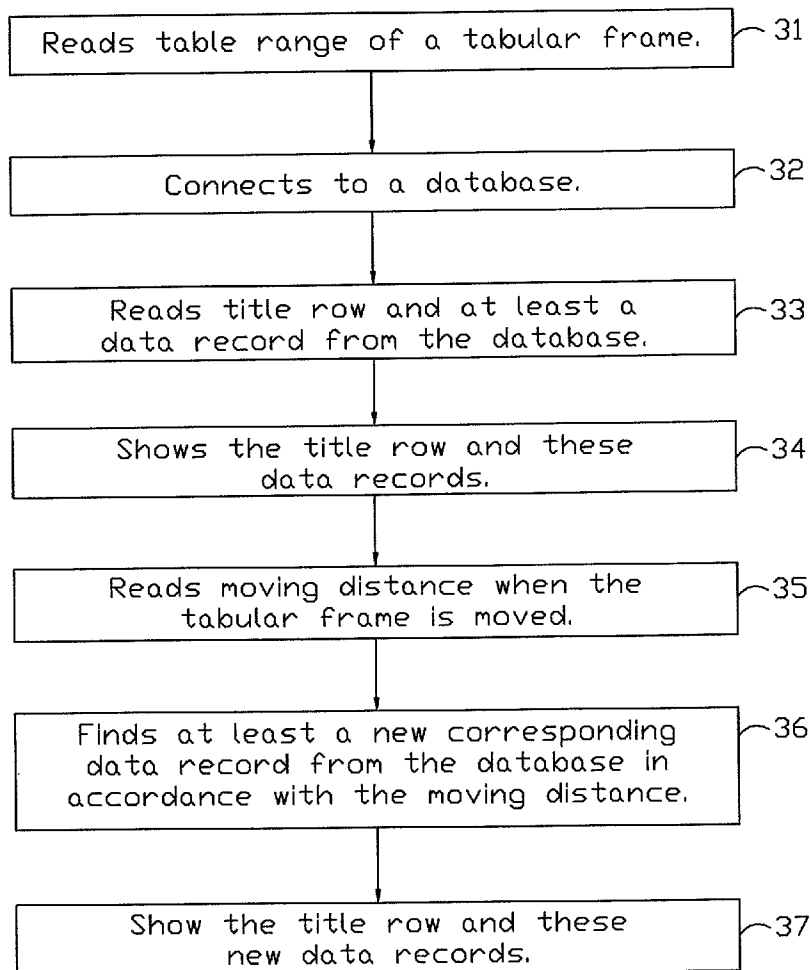 Reads table range of a tabular frame. 31
Connects to a database. 32
Reads title row and at least a
data record from the database. 33
Shows the title row and these
data records. 34
Reads moving distance when the
tabular frame is moved. 35
Finds at least a new corresponding
data record from the database in
accordance with the moving distance. 36
Show the title row and these
new data records. 37